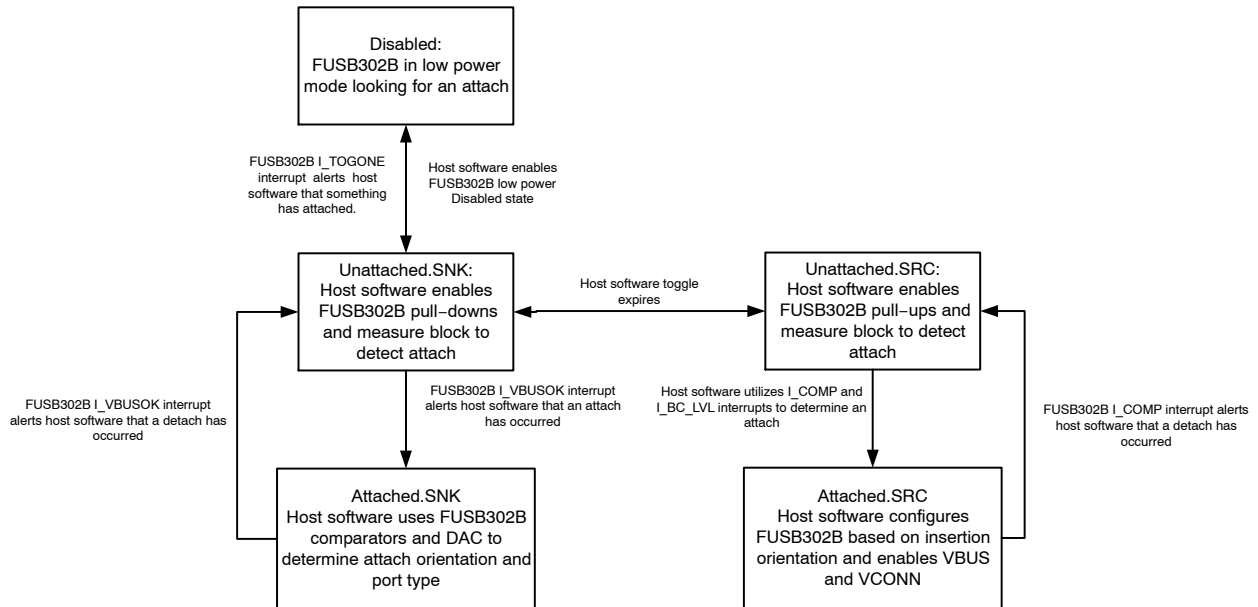 Disabled:
FUSB302B in low power
mode looking for an attach
FUSB302B I_TOGONE
interrupt alerts host
software that something
has attached.
Host software enables
FUSB302B low power
Disabled state
Unattached.SNK:
Host software enables
FUSB302B pull−downs
and measure block to
detect attach
Host software toggle
expires
Unattached.SRC:
Host software enables
FUSB302B pull−ups and
measure block to detect
attach
FUSB302B I_VBUSOK interrupt
alerts host software that a detach has
occurred
FUSB302B I_VBUSOK interrupt
alerts host software that an attach
has occurred
Host software utilizes I_COMP and
I_BC_LVL interrupts to determine an
attach
FUSB302B I_COMP interrupt alerts
host software that a detach has
occurred
Attached.SNK
Host software uses FUSB302B
comparators and DAC to
determine attach orientation and
port type
Attached.SRC
Host software configures
FUSB302B based on insertion
orientation and enables VBUS
and VCONN